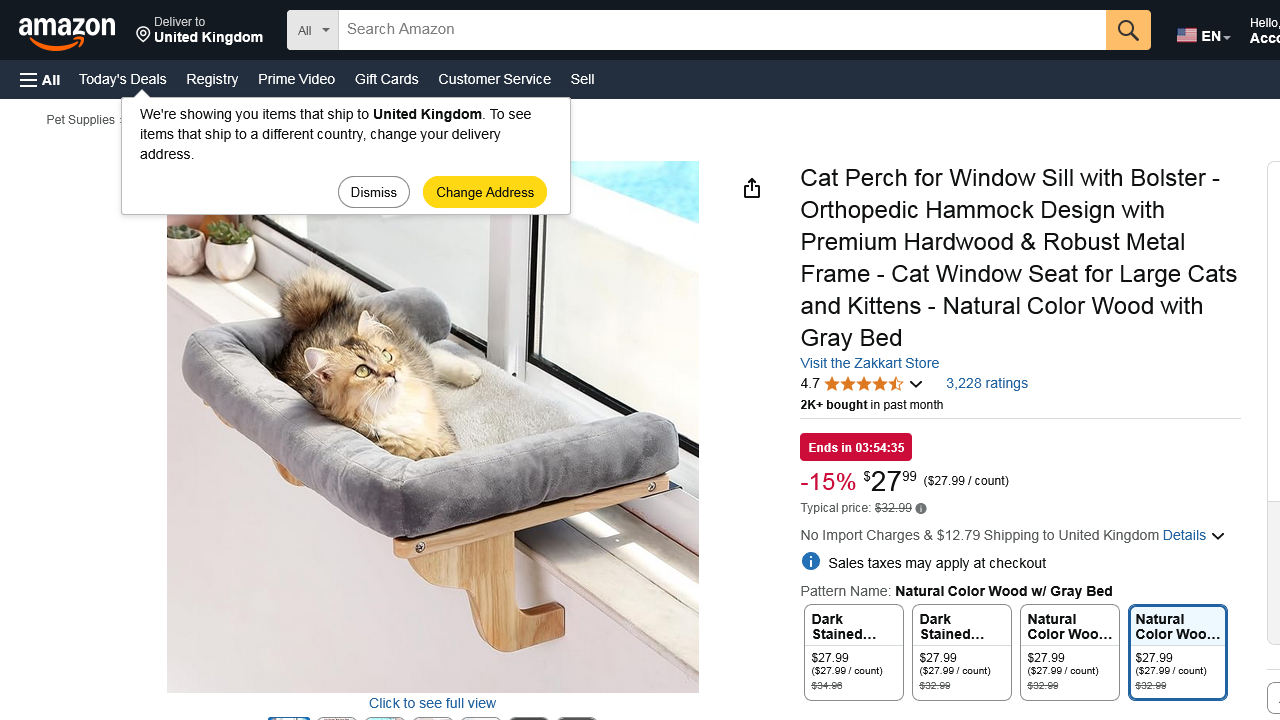 amazon
Deliver to
United Kingdom
All
Search Amazon
EN
Hello,
All
Today's Deals
Registry
Prime Video
Gift Cards
Customer Service
Sell
Pet Supplies
We're showing you items that ship to United Kingdom. To see
items that ship to a different country, change your delivery
address.
Dismiss
Change Address
Cat Perch for Window Sill with Bolster -
Orthopedic Hammock Design with
Premium Hardwood & Robust Metal
Frame - Cat Window Seat for Large Cats
and Kittens - Natural Color Wood with
Gray Bed
Visit the Zakkart Store
4.7
3,228 ratings
2K+ bought in past month
Ends in 03:54:35
-15% $27 99 ($27.99 / count)
Typical price: $32.99
No Import Charges & $12.79 Shipping to United Kingdom Details
Sales taxes may apply at checkout
Pattern Name: Natural Color Wood w/ Gray Bed
Dark
Stained…
$27.99
($27.99 / count)
$34.96
Dark
Stained…
$27.99
($27.99 / count)
$32.99
Natural
Color Woo…
$27.99
($27.99 / count)
$32.99
Natural
Color Woo…
$27.99
($27.99 / count)
$32.99
Click to see full view